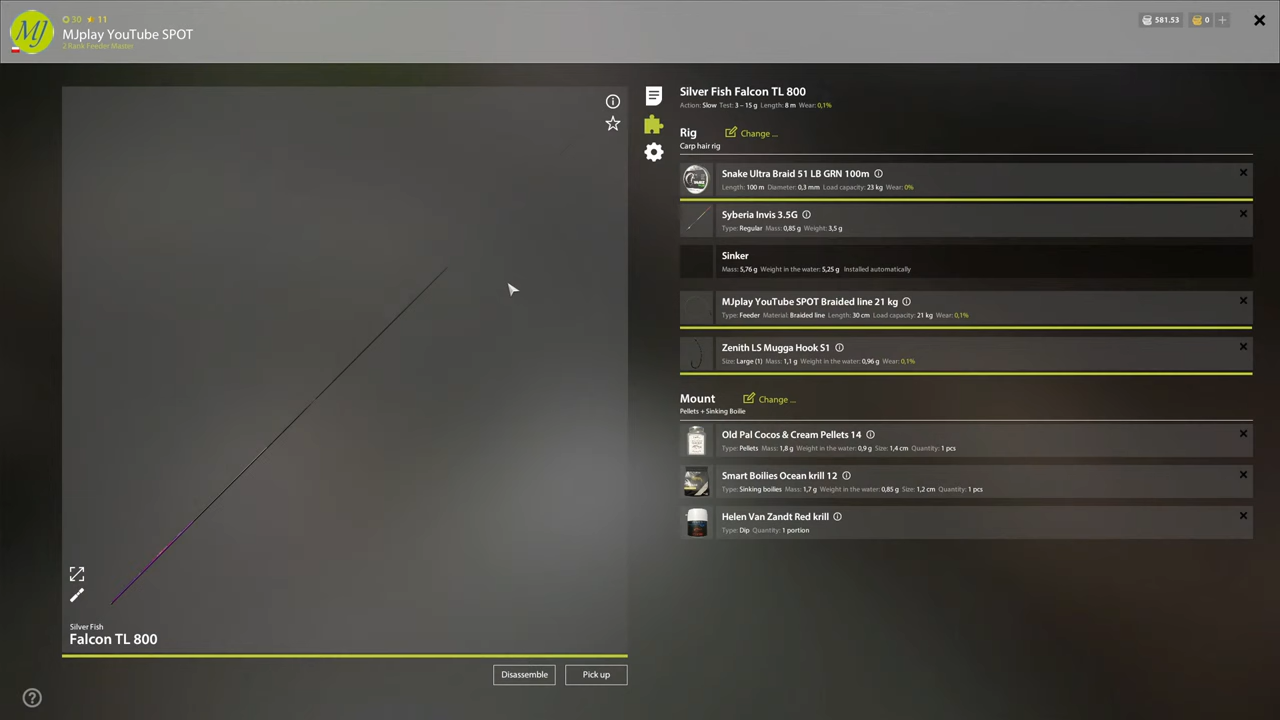 MJ
30 11
MJplay YouTube SPOT
2 Rank Feeder Master
581.53 0 +
Silver Fish Falcon TL 800
Action: Slow Test: 3 – 15 g Length: 8 m Wear: 0,1%
Rig Change ...
Carp hair rig
Snake Ultra Braid 51 LB GRN 100m
Length: 100 m Diameter: 0,3 mm Load capacity: 23 kg Wear: 0%
Syberia Invis 3.5G
Type: Regular Mass: 0,85 g Weight: 3,5 g
Sinker
Mass: 5,76 g Weight in the water: 5,25 g Installed automatically
MJplay YouTube SPOT Braided line 21 kg
Type: Feeder Material: Braided line Length: 30 cm Load capacity: 21 kg Wear: 0,1%
Zenith LS Mugga Hook S1
Size: Large (1) Mass: 1,1 g Weight in the water: 0,96 g Wear: 0,1%
Mount Change ...
Pellets + Sinking Boilie
Old Pal Cocos & Cream Pellets 14
Type: Pellets Mass: 1,8 g Weight in the water: 0,9 g Size: 1,4 cm Quantity: 1 pcs
Smart Boilies Ocean krill 12
Type: Sinking boilies Mass: 1,7 g Weight in the water: 0,85 g Size: 1,2 cm Quantity: 1 pcs
Helen Van Zandt Red krill
Type: Dip Quantity: 1 portion
Silver Fish
Falcon TL 800
Disassemble Pick up
?